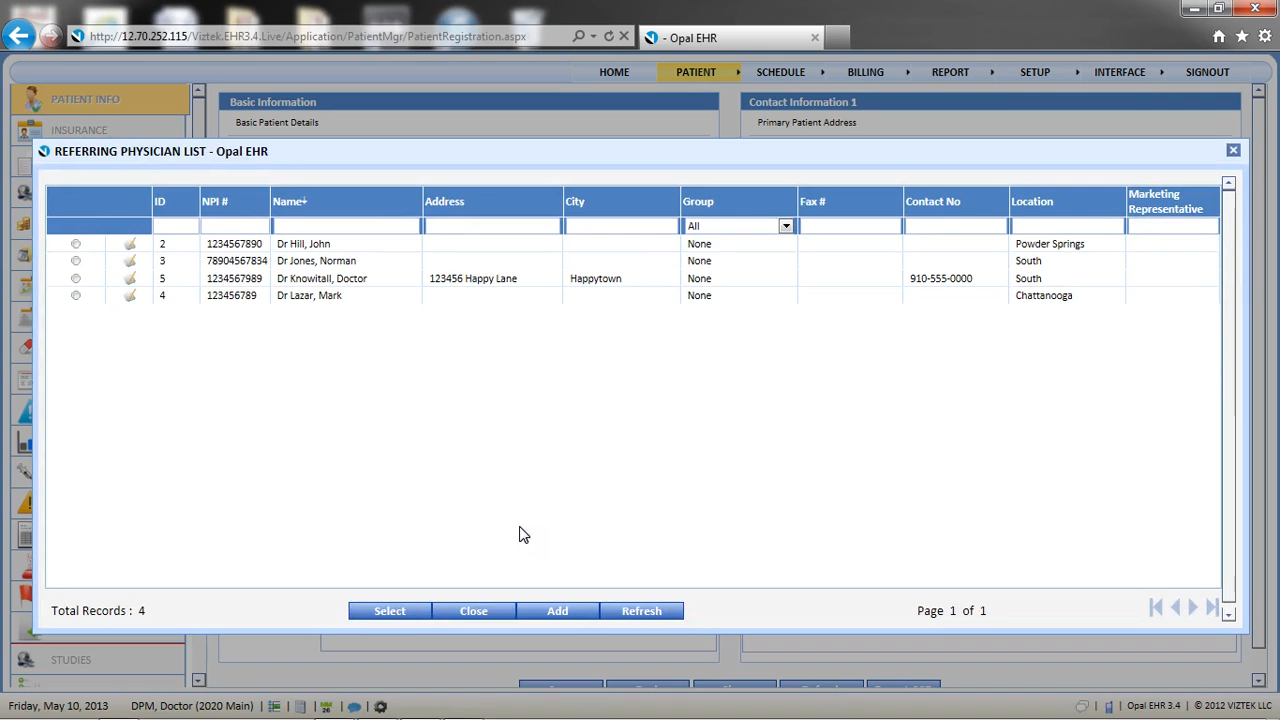 http://12.70.252.115/Viztek.EHR3.4.Live/Application/PatientMgr/PatientRegistration.aspx
- Opal EHR
HOME PATIENT SCHEDULE BILLING REPORT SETUP INTERFACE SIGNOUT
PATIENT INFO
INSURANCE
Basic Information
Basic Patient Details
Contact Information 1
Primary Patient Address
REFERRING PHYSICIAN LIST - Opal EHR
ID NPI # Name Address City Group Fax # Contact No Location Marketing Representative
All
2 1234567890 Dr Hill, John None Powder Springs
3 78904567834 Dr Jones, Norman None South
5 1234567989 Dr Knowitall, Doctor 123456 Happy Lane Happytown None 910-555-0000 South
4 123456789 Dr Lazar, Mark None Chattanooga
Total Records : 4
Select Close Add Refresh
Page 1 of 1
STUDIES
Friday, May 10, 2013 DPM, Doctor (2020 Main) Opal EHR 3.4 © 2012 VIZTEK LLC